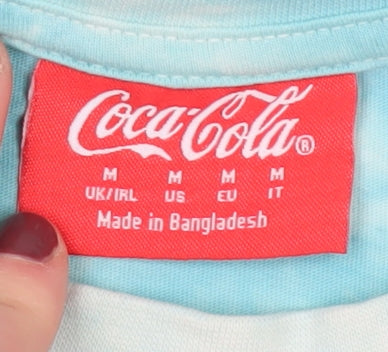 Coca-Cola®
M M M M
UK/IRL US EU IT
Made in Bangladesh